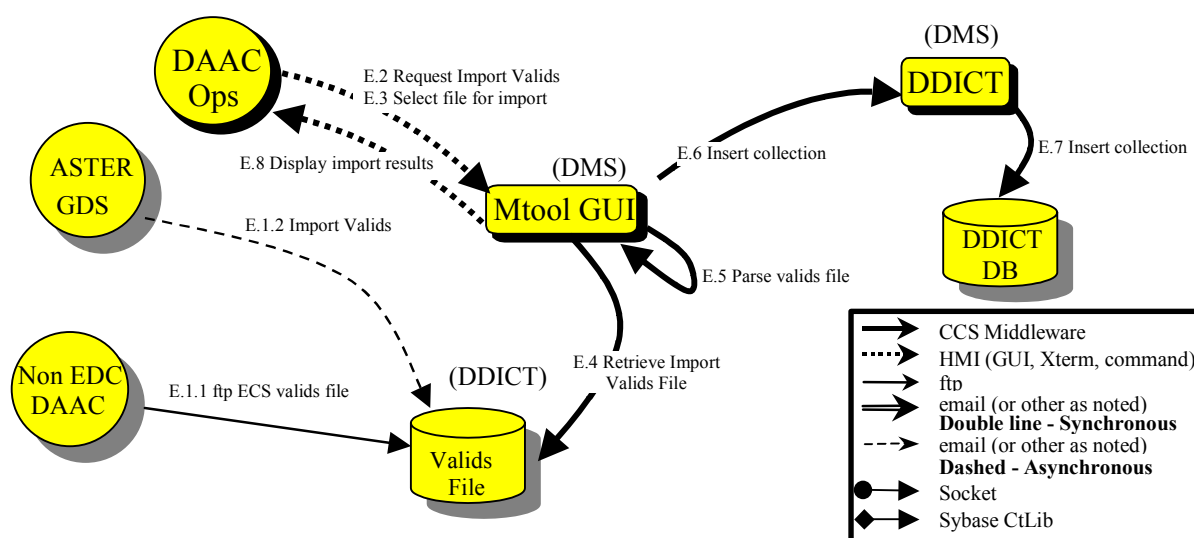 DAAC
Ops
E.2 Request Import Valids
E.3 Select file for import
(DMS)
DDICT
ASTER
GDS
E.8 Display import results
(DMS)
Mtool GUI
E.6 Insert collection
E.7 Insert collection
E.1.2 Import Valids
E.5 Parse valids file
DDICT
DB
Non EDC
DAAC
E.1.1 ftp ECS valids file
(DDICT)
Valids
File
E.4 Retrieve Import
Valids File
CCS Middleware
HMI (GUI, Xterm, command)
ftp
email (or other as noted)
Double line - Synchronous
email (or other as noted)
Dashed - Asynchronous
Socket
Sybase CtLib